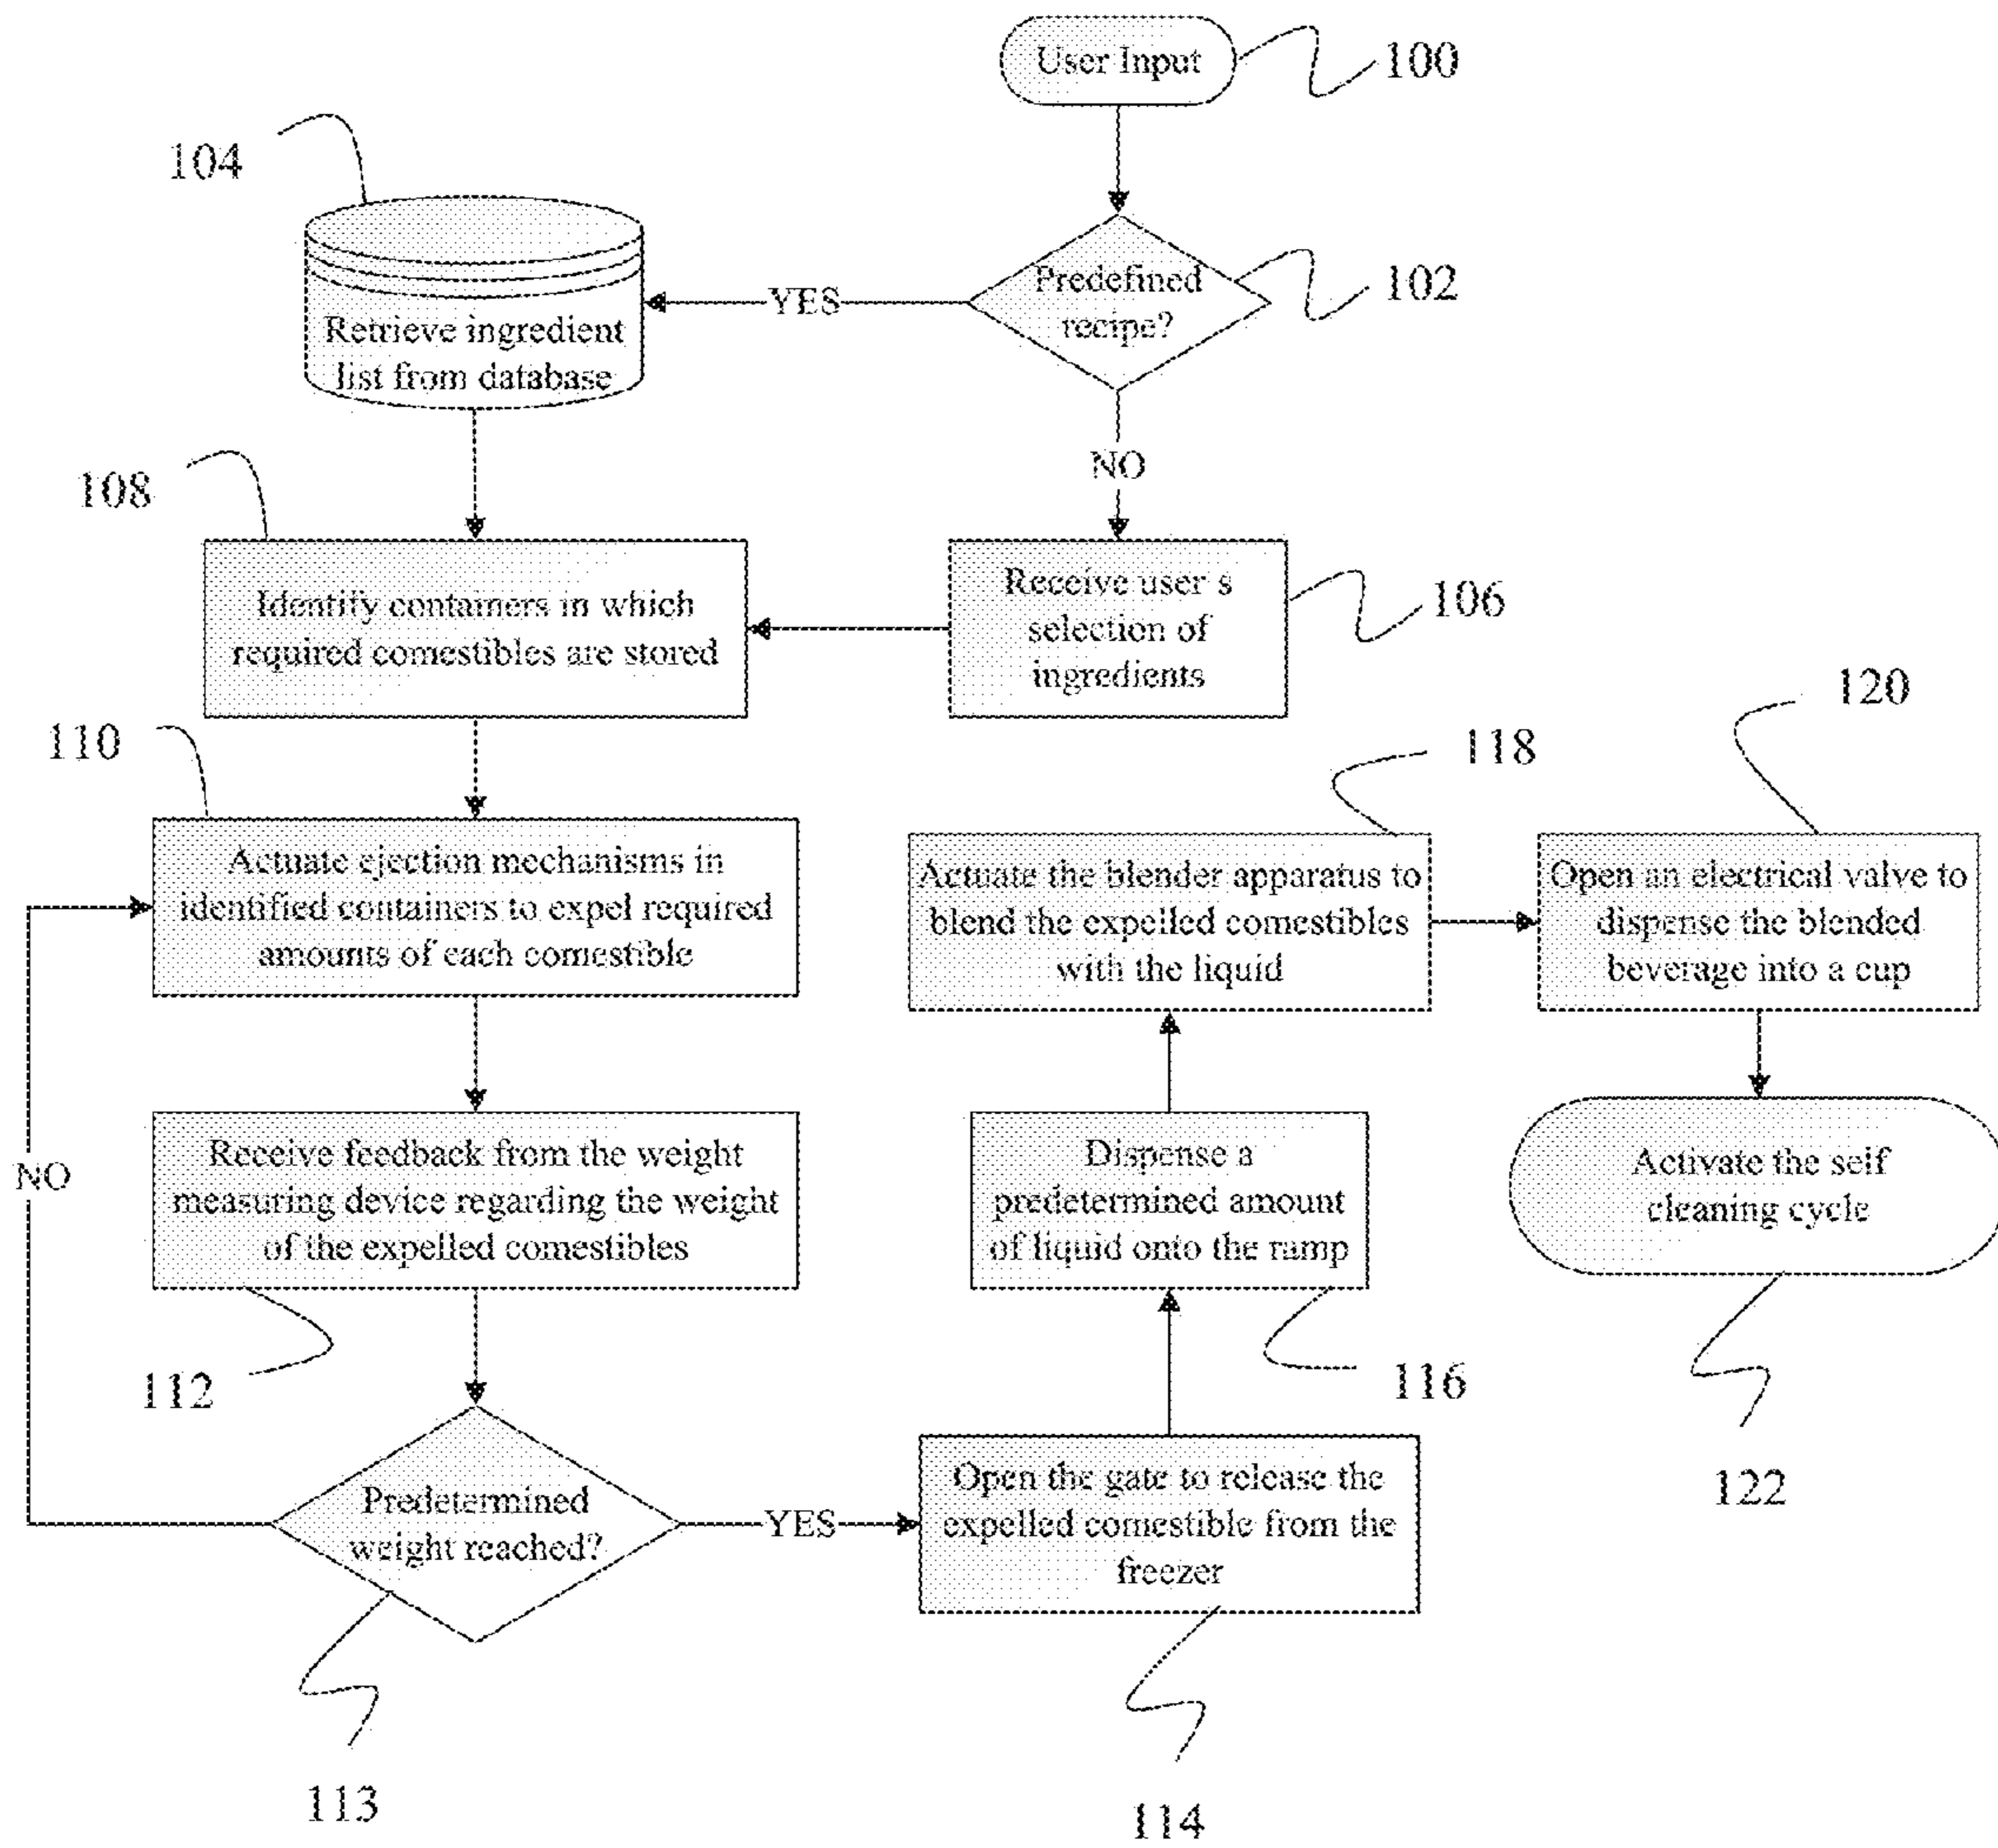 User Input
100
104
Predefined
recipe?
102
YES
Retrieve ingredient
list from database
NO
108
Identify containers in which
required comestibles are stored
Receive user s
selection of
ingredients
106
110
Actuate ejection mechanisms in
identified containers to expel required
amounts of each comestible
118
Actuate the blender apparatus to
blend the expelled comestibles
with the liquid
120
Open an electrical valve to
dispense the blended
beverage into a cup
NO
Receive feedback from the weight
measuring device regarding the weight
of the expelled comestibles
112
Dispense a
predetermined amount
of liquid onto the ramp
116
Activate the self
cleaning cycle
122
Predetermined
weight reached?
YES
113
Open the gate to release the
expelled comestible from the
freezer
114